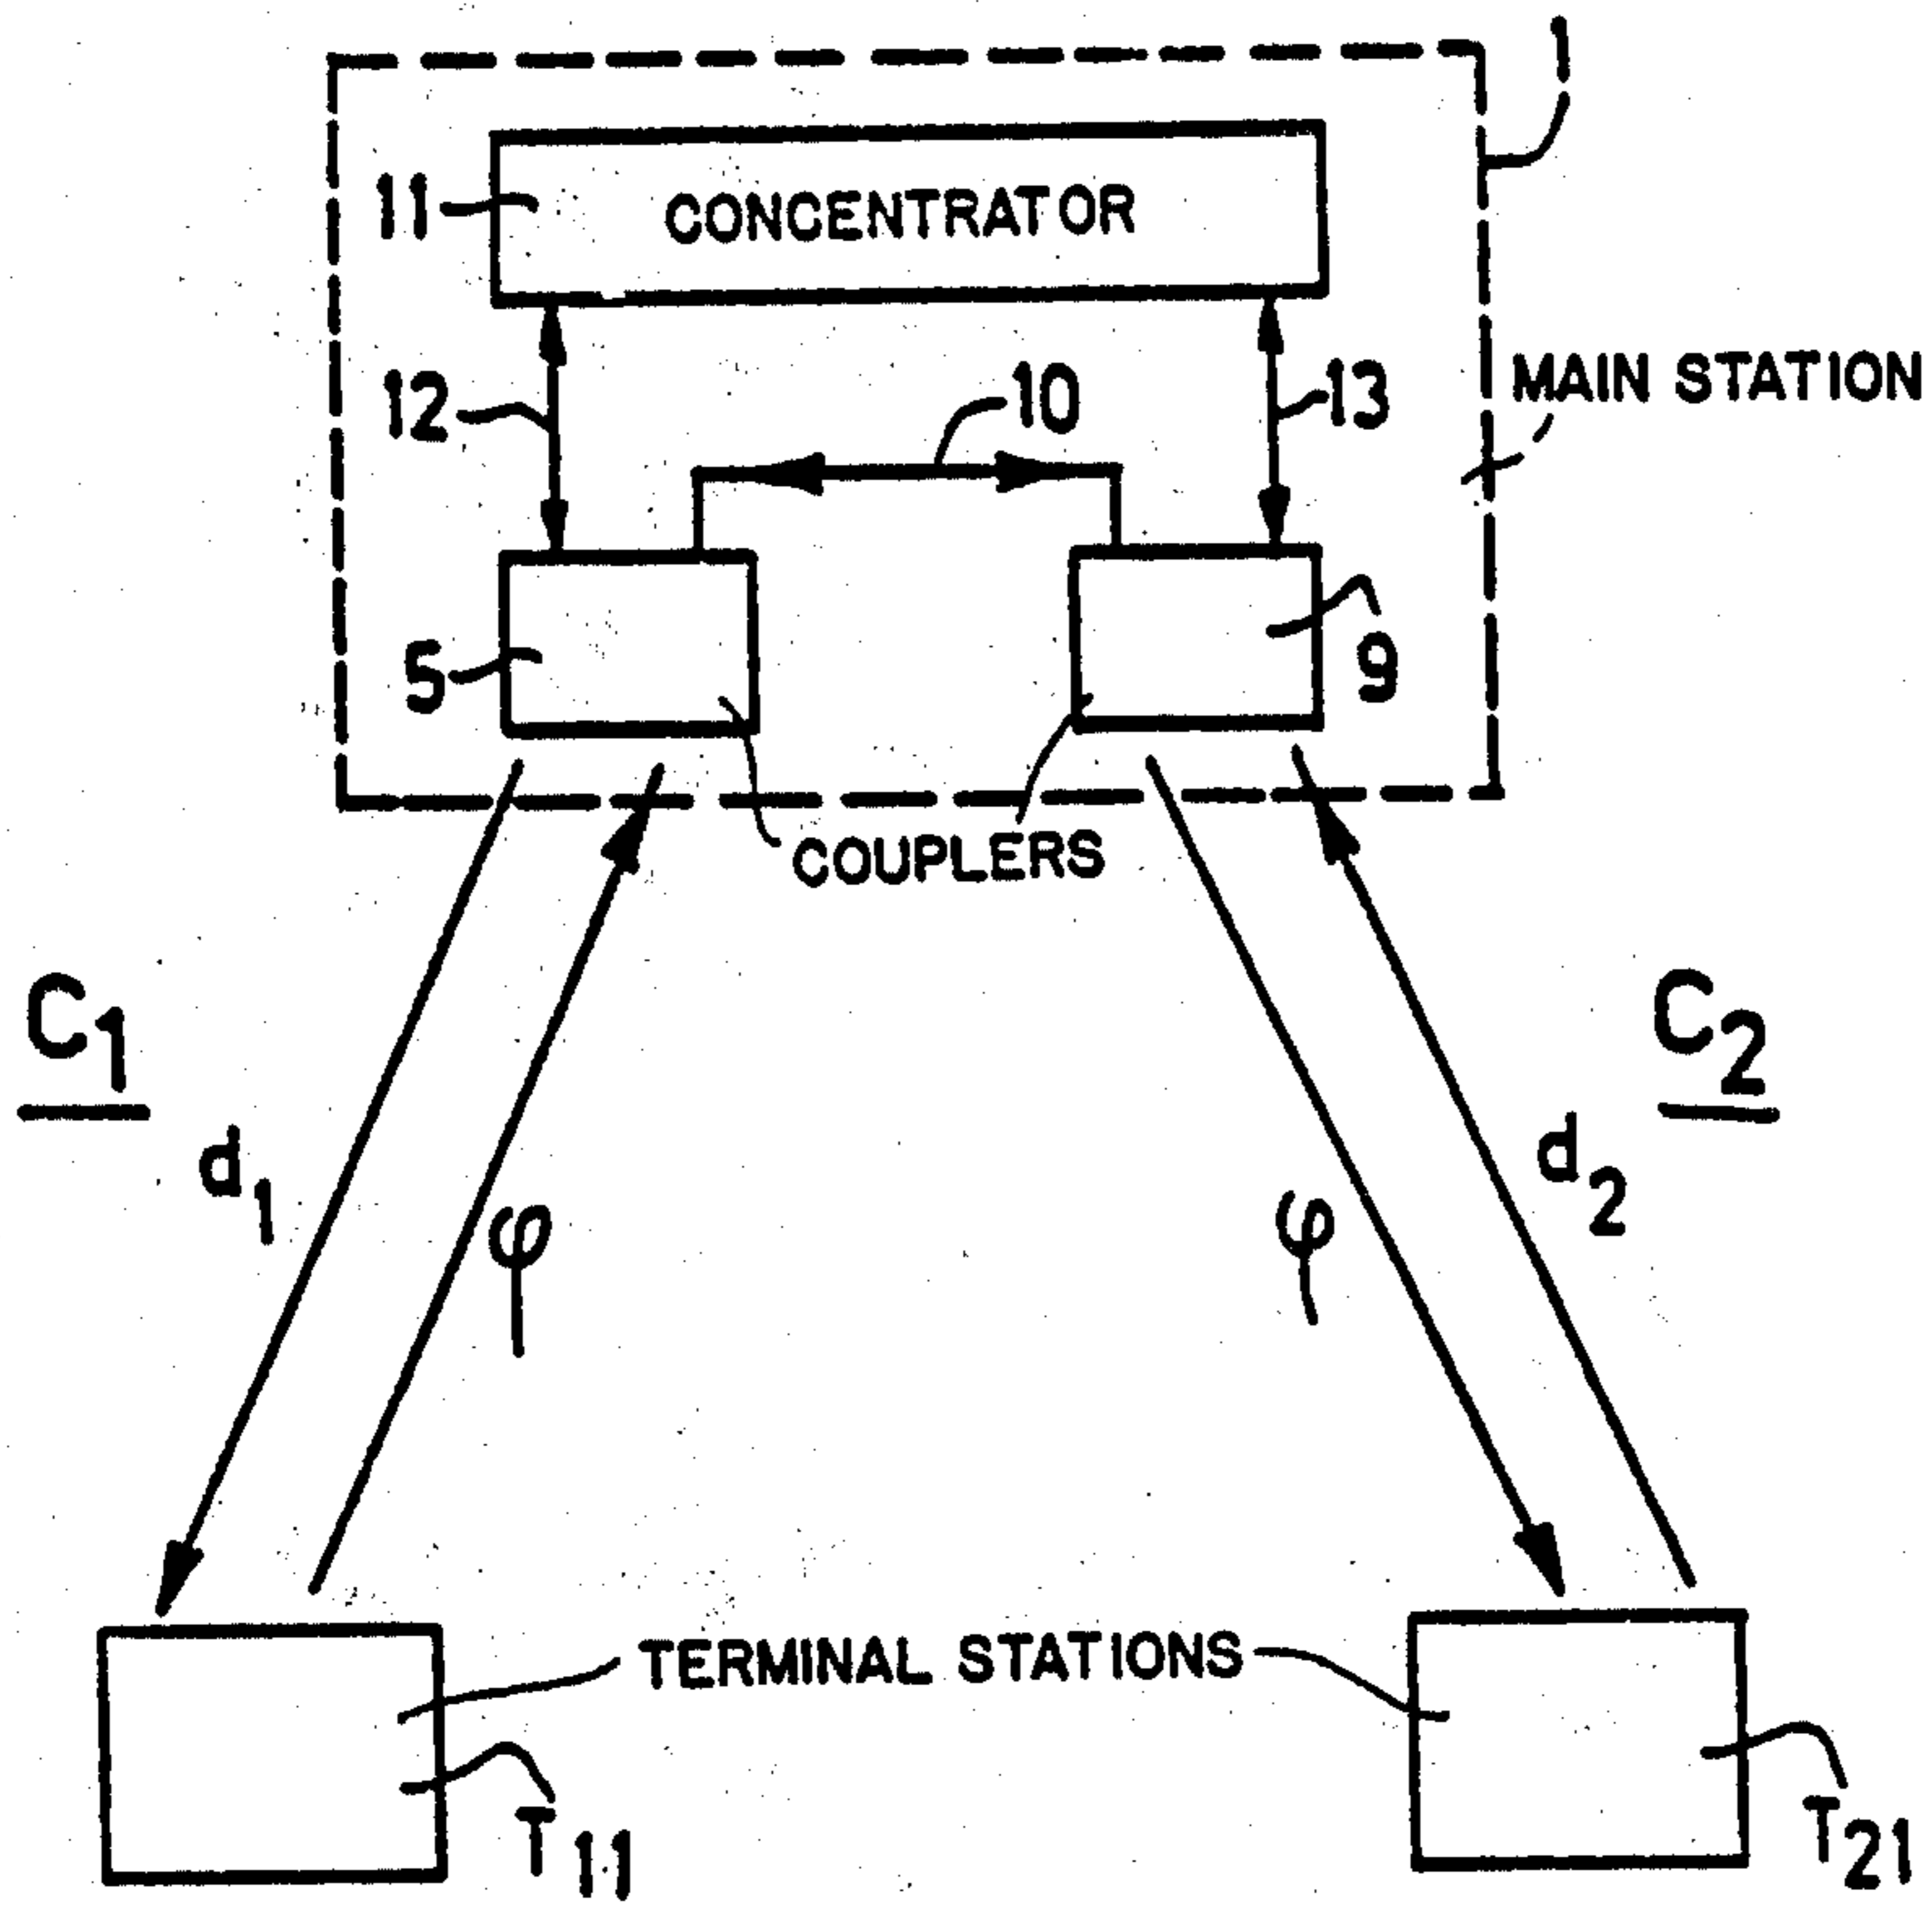 1
11
CONCENTRATOR
12
10
13
MAIN STATION
5
9
COUPLERS
C1
C2
d1
d2
φ
φ
TERMINAL STATIONS
T11
T21